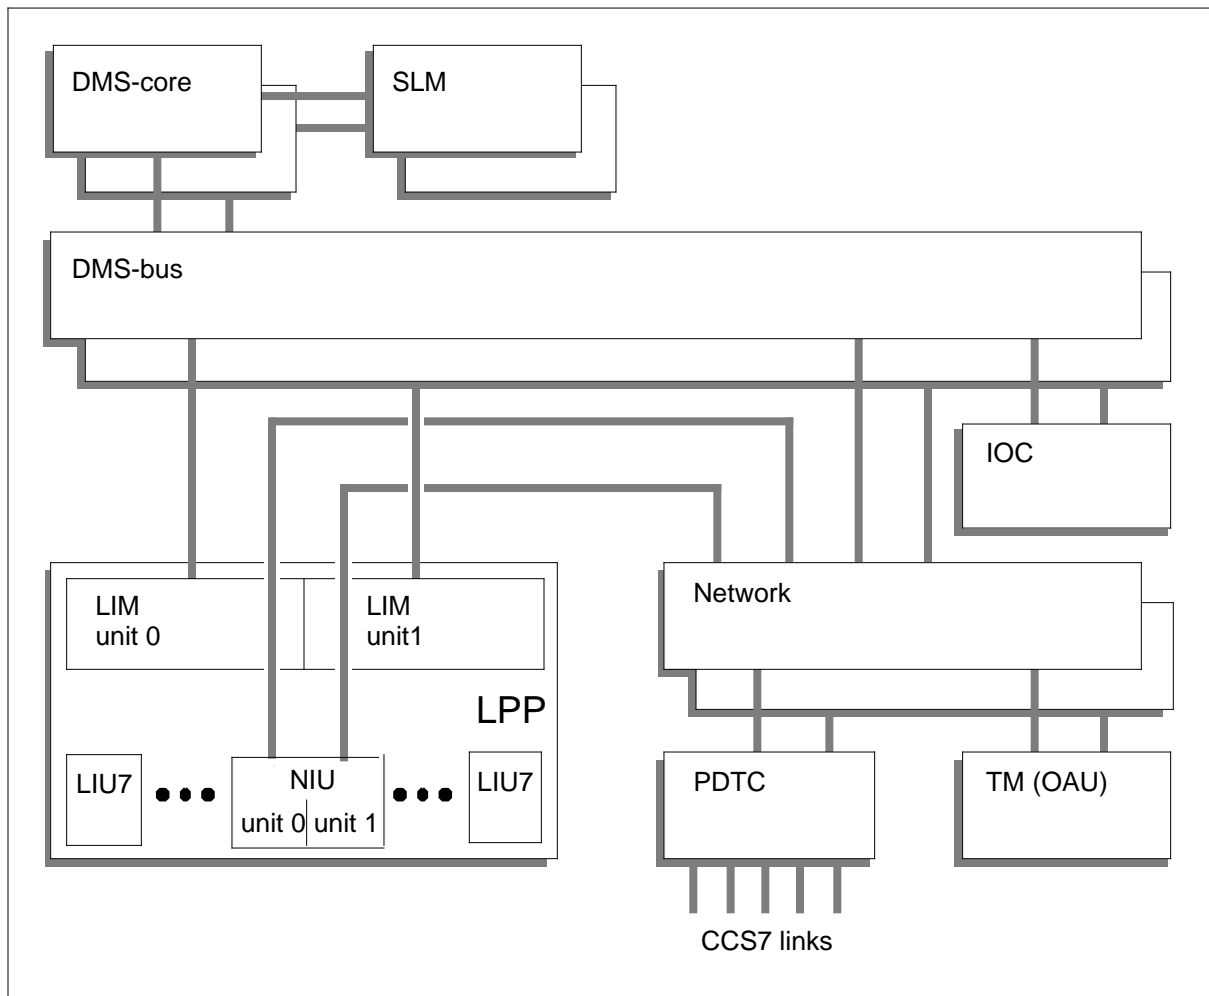 DMS-core
SLM
DMS-bus
IOC
LIM
unit 0
LIM
unit1
Network
LPP
LIU7
NIU
unit 0
unit 1
LIU7
PDTC
TM (OAU)
CCS7 links